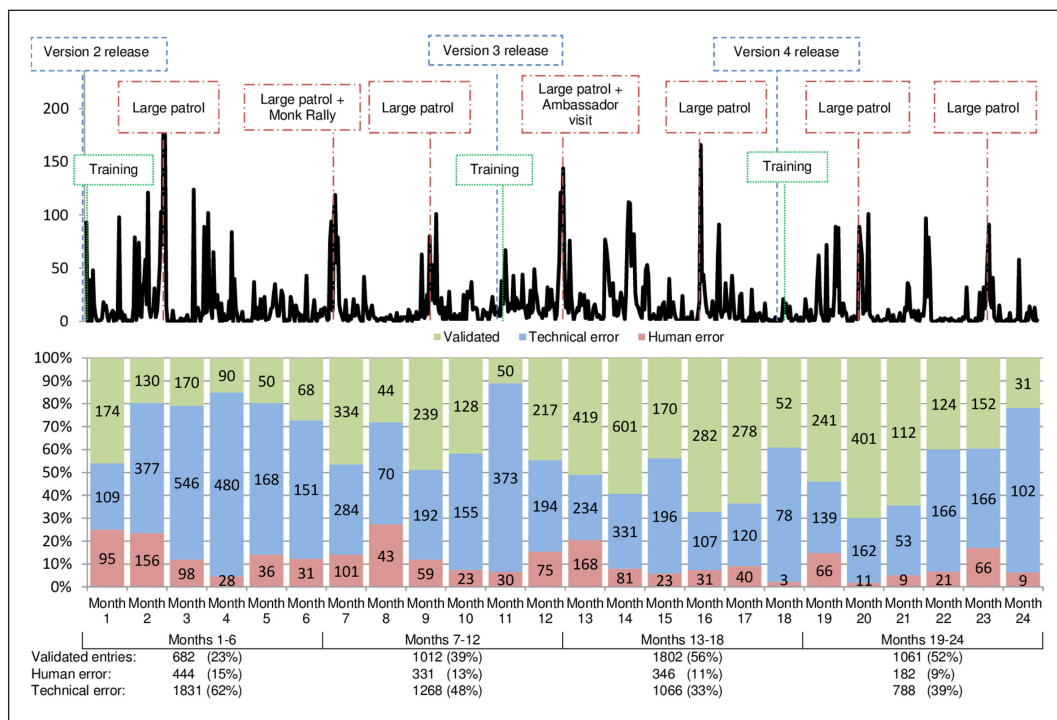 Version 2 release
Version 3 release
Version 4 release
Large patrol
Large patrol +
Monk Rally
Large patrol
Large patrol +
Ambassador
visit
Large patrol
Large patrol
Large patrol
Training
Training
Training
200
150
100
50
0
Validated
Technical error
Human error
100%
90%
80%
70%
60%
50%
40%
30%
20%
10%
0%
174 130 170 90 50 68 334 44 239 128 50 217 419 601 170 282 278 52 241 401 112 124 152 31
109 377 546 480 168 151 284 70 192 155 373 194 234 331 196 107 120 78 139 162 53 166 166 102
95 156 98 28 36 31 101 43 59 23 30 75 168 81 23 31 40 3 66 11 9 21 66 9
Month Month Month Month Month Month Month Month Month Month Month Month Month Month Month Month Month Month Month Month Month Month Month Month
1 2 3 4 5 6 7 8 9 10 11 12 13 14 15 16 17 18 19 20 21 22 23 24
Months 1-6 Months 7-12 Months 13-18 Months 19-24
Validated entries: 682 (23%) 1012 (39%) 1802 (56%) 1061 (52%)
Human error: 444 (15%) 331 (13%) 346 (11%) 182 (9%)
Technical error: 1831 (62%) 1268 (48%) 1066 (33%) 788 (39%)